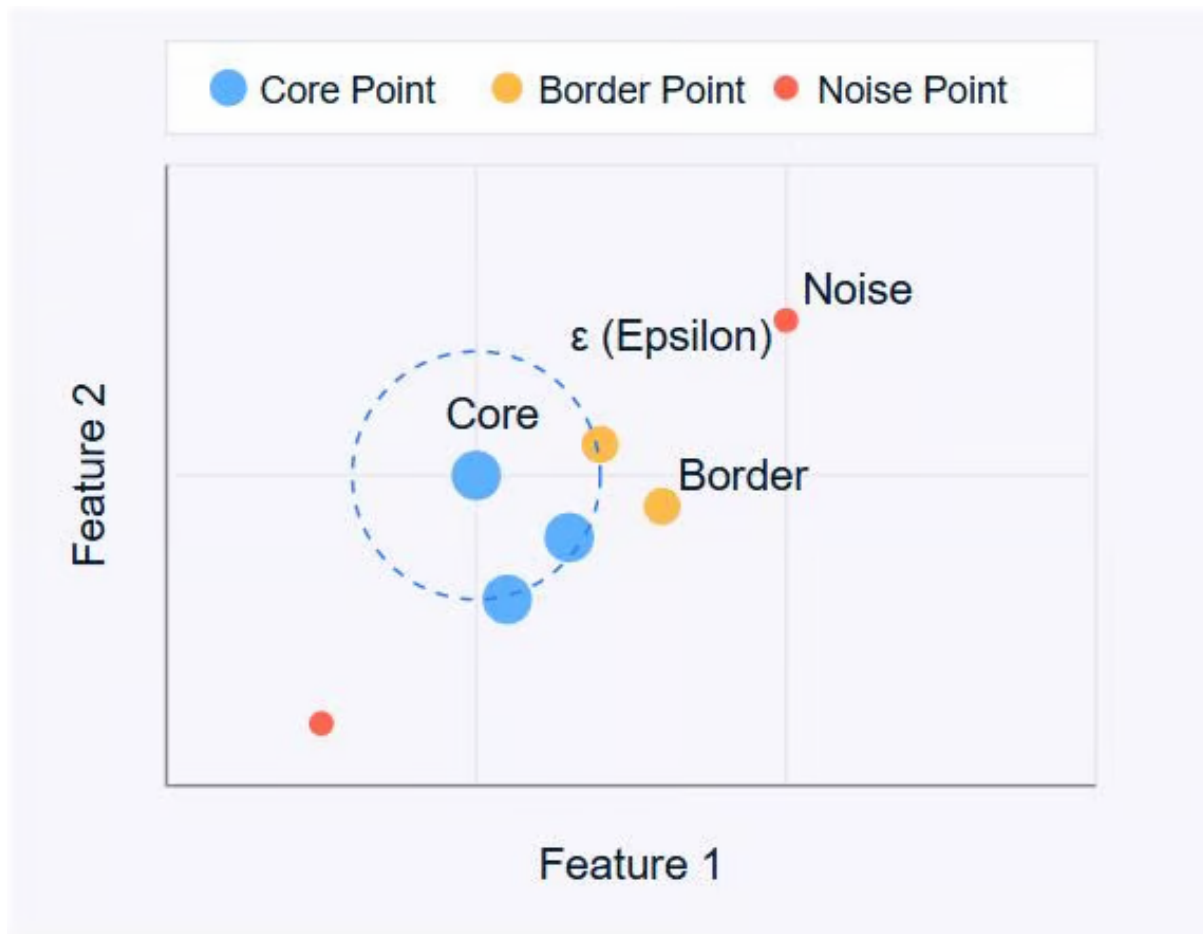 Core Point Border Point Noise Point
Noise
ε (Epsilon)
Core
Border
Feature 2
Feature 1